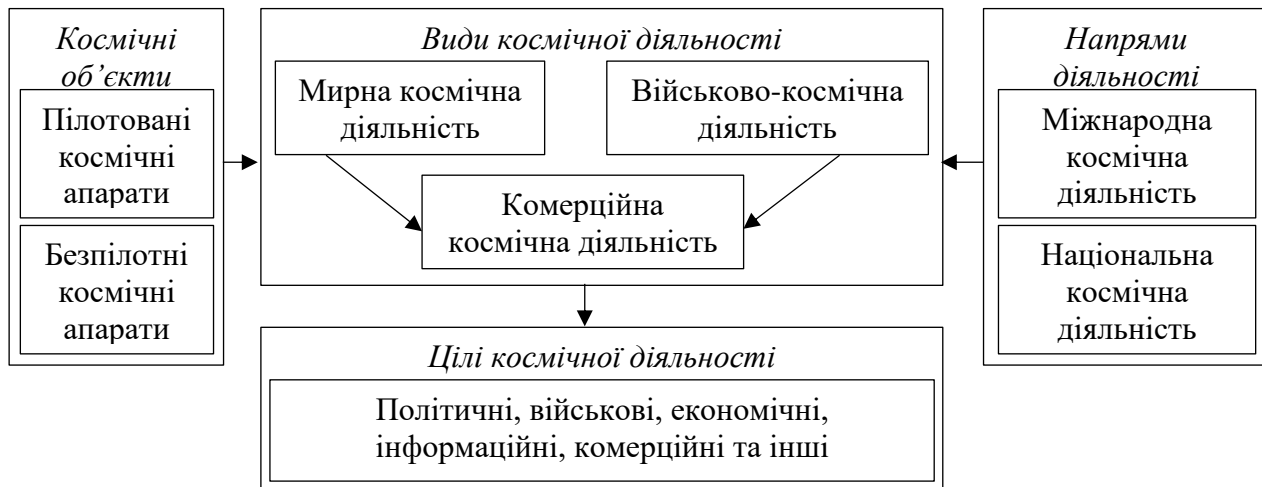 Космічні
об’єкти
Пілотовані
космічні
апарати
Безпілотні
космічні
апарати
Види космічної діяльності
Мирна космічна
діяльність
Військово-космічна
діяльність
Комерційна
космічна діяльність
Напрями
діяльності
Міжнародна
космічна
діяльність
Національна
космічна
діяльність
Цілі космічної діяльності
Політичні, військові, економічні,
інформаційні, комерційні та інші